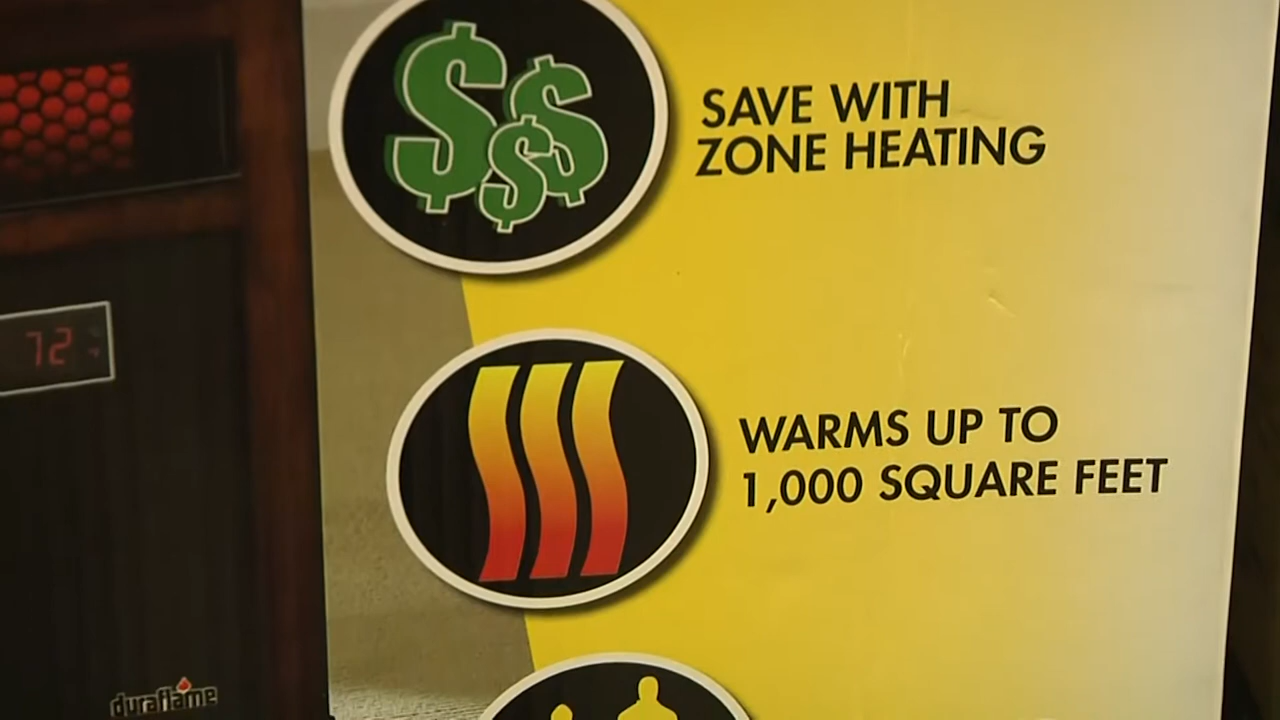 $$$
SAVE WITH
ZONE HEATING
72
WARMS UP TO
1,000 SQUARE FEET
duraflame